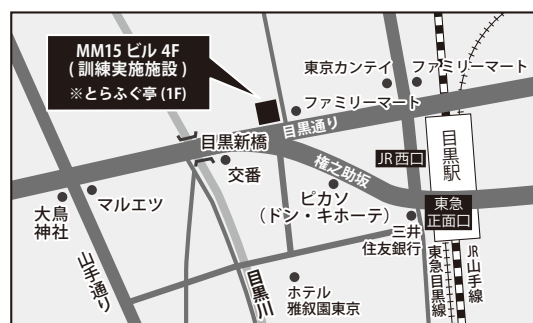 MM15 ビル 4F
( 訓練実施施設 )
※とらふぐ亭 (1F)
東京カンテイ
ファミリーマート
ファミリーマート
目黒通り
目黒新橋
交番
権之助坂
JR西口
目黒駅
ピカソ
(ドン・キホーテ)
東急
正面口
三井
住友銀行
マルエツ
大鳥
神社
山手通り
目黒川
ホテル
雅叙園東京
東急目黒線
JR山手線